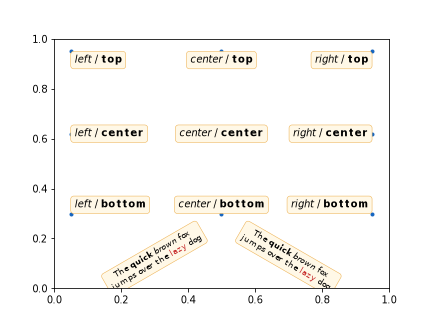 1.0
left / top
center / top
right / top
0.8
0.6
left / center
center / center
right / center
0.4
left / bottom
center / bottom
right / bottom
0.2
The quick brown fox
jumps over the lazy dog
The quick brown fox
jumps over the lazy dog
0.0
0.0
0.2
0.4
0.6
0.8
1.0